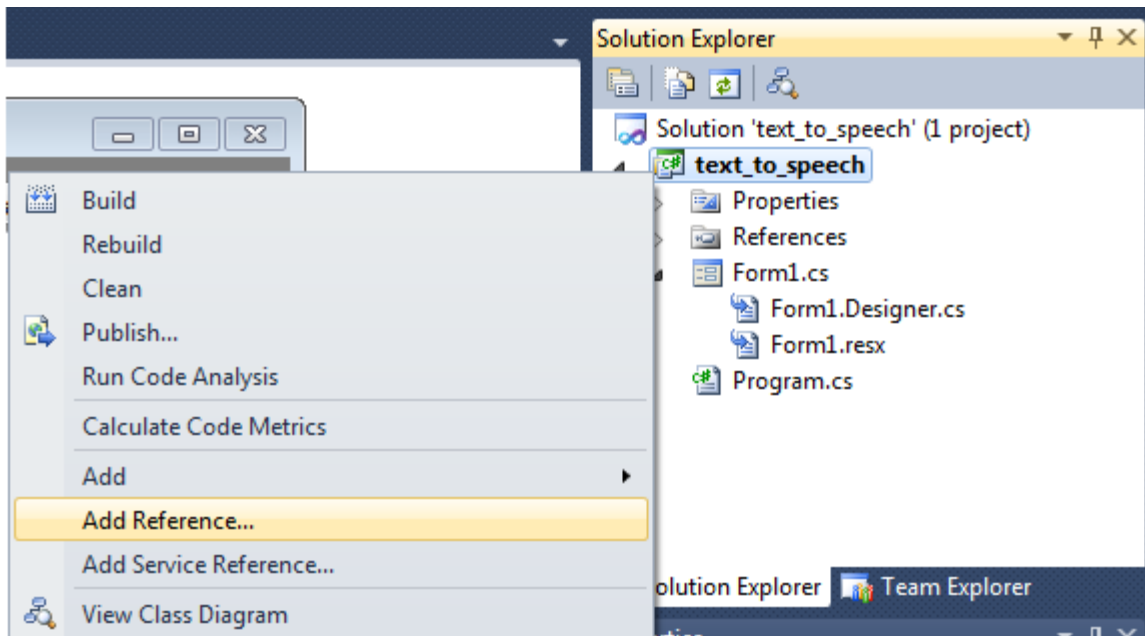 Solution Explorer
Solution 'text_to_speech' (1 project)
text_to_speech
Properties
References
Form1.cs
Form1.Designer.cs
Form1.resx
Program.cs
Build
Rebuild
Clean
Publish...
Run Code Analysis
Calculate Code Metrics
Add
Add Reference...
Add Service Reference...
View Class Diagram
olution Explorer
Team Explorer